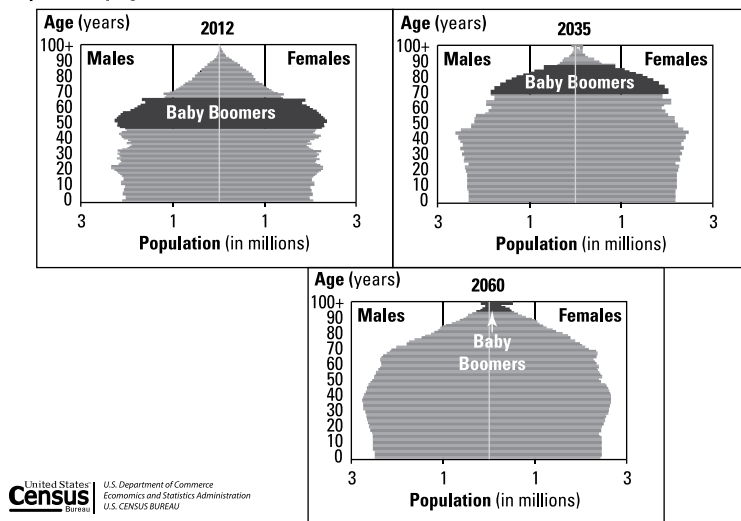 Age (years)
2012
100+
90
80
70
60
50
40
30
20
10
0
Males
Females
Baby Boomers
3
1
1
3
Population (in millions)
Age (years)
2035
100+
90
80
70
60
50
40
30
20
10
0
Males
Females
Baby Boomers
3
1
1
3
Population (in millions)
Age (years)
2060
100+
90
80
70
60
50
40
30
20
10
0
Males
Females
Baby
Boomers
3
1
1
3
Population (in millions)
United States
Census
Bureau
U.S. Department of Commerce
Economics and Statistics Administration
U.S. CENSUS BUREAU